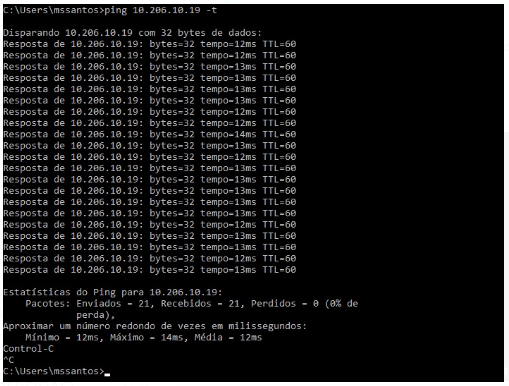 C:\Users\mssantos>ping 10.206.10.19 -t
Disparando 10.206.10.19 com 32 bytes de dados:
Resposta de 10.206.10.19: bytes=32 tempo=12ms TTL=60
Resposta de 10.206.10.19: bytes=32 tempo=12ms TTL=60
Resposta de 10.206.10.19: bytes=32 tempo=13ms TTL=60
Resposta de 10.206.10.19: bytes=32 tempo=13ms TTL=60
Resposta de 10.206.10.19: bytes=32 tempo=13ms TTL=60
Resposta de 10.206.10.19: bytes=32 tempo=13ms TTL=60
Resposta de 10.206.10.19: bytes=32 tempo=12ms TTL=60
Resposta de 10.206.10.19: bytes=32 tempo=12ms TTL=60
Resposta de 10.206.10.19: bytes=32 tempo=14ms TTL=60
Resposta de 10.206.10.19: bytes=32 tempo=13ms TTL=60
Resposta de 10.206.10.19: bytes=32 tempo=12ms TTL=60
Resposta de 10.206.10.19: bytes=32 tempo=13ms TTL=60
Resposta de 10.206.10.19: bytes=32 tempo=13ms TTL=60
Resposta de 10.206.10.19: bytes=32 tempo=13ms TTL=60
Resposta de 10.206.10.19: bytes=32 tempo=13ms TTL=60
Resposta de 10.206.10.19: bytes=32 tempo=13ms TTL=60
Resposta de 10.206.10.19: bytes=32 tempo=12ms TTL=60
Resposta de 10.206.10.19: bytes=32 tempo=13ms TTL=60
Resposta de 10.206.10.19: bytes=32 tempo=12ms TTL=60
Resposta de 10.206.10.19: bytes=32 tempo=13ms TTL=60
Resposta de 10.206.10.19: bytes=32 tempo=13ms TTL=60
Estatísticas do Ping para 10.206.10.19:
Pacotes: Enviados = 21, Recebidos = 21, Perdidos = 0 (0% de
perda),
Aproximar um número redondo de vezes em milissegundos:
Mínimo = 12ms, Máximo = 14ms, Média = 12ms
Control-C
^C
C:\Users\mssantos>